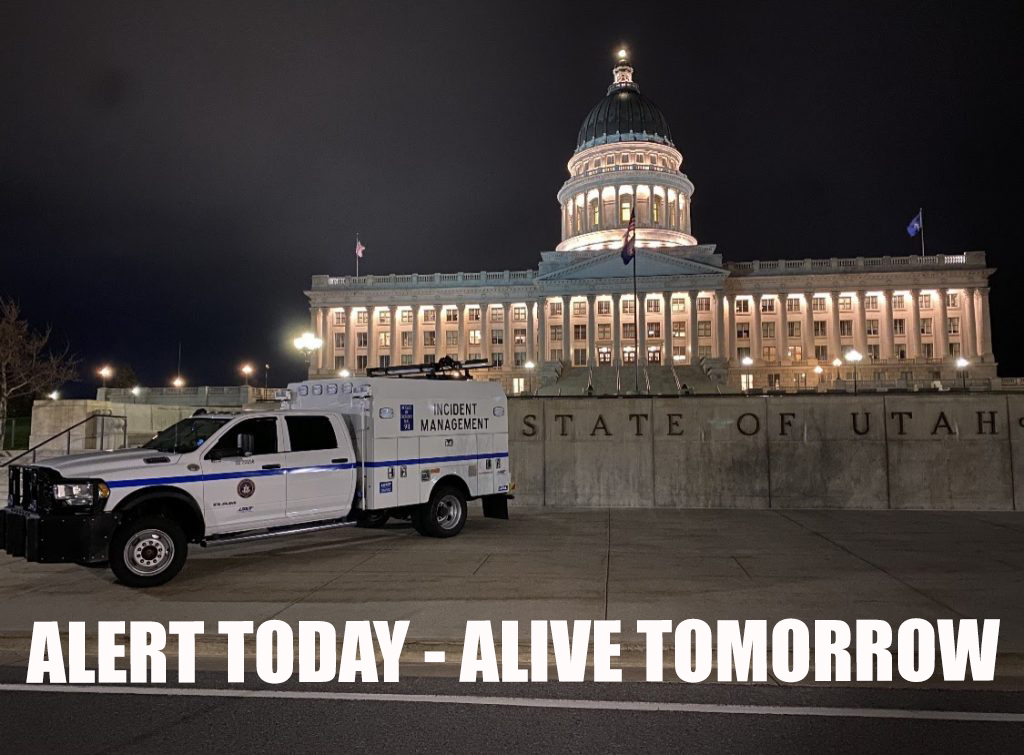 INCIDENT
MANAGEMENT
STATE OF UTAH
ALERT TODAY - ALIVE TOMORROW